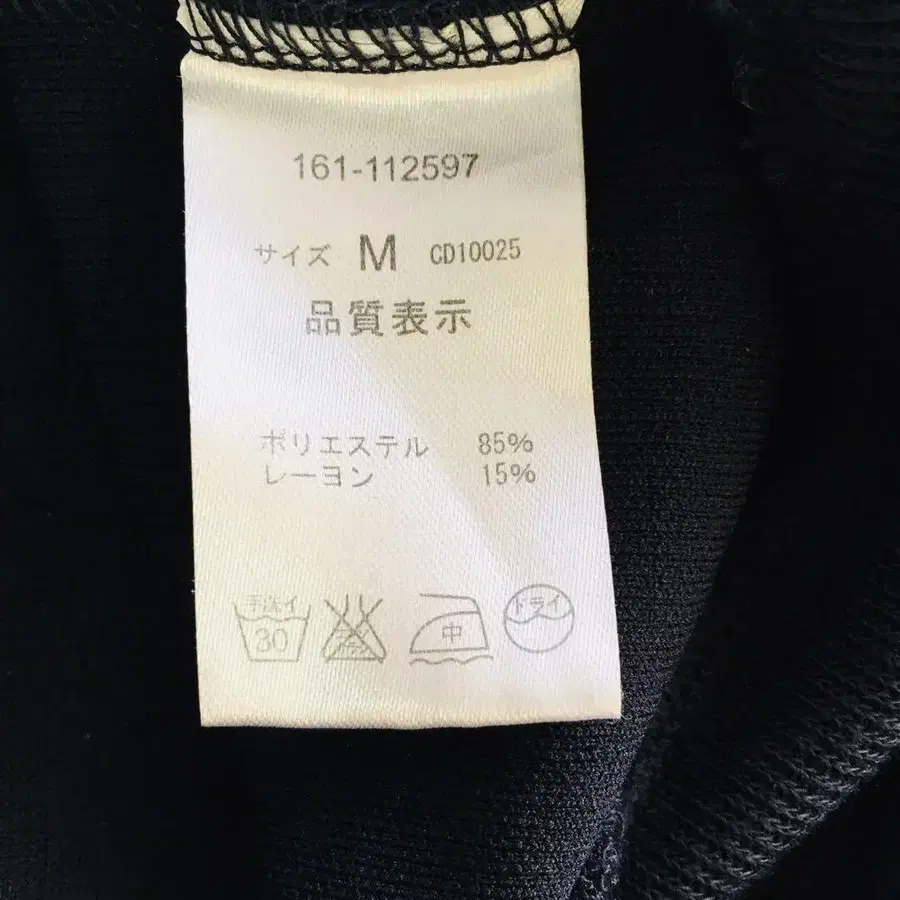 161-112597
サイズ M CD10025
品質表示
ポリエステル 85%
レーヨン 15%
手洗イ 30
中
ドライ